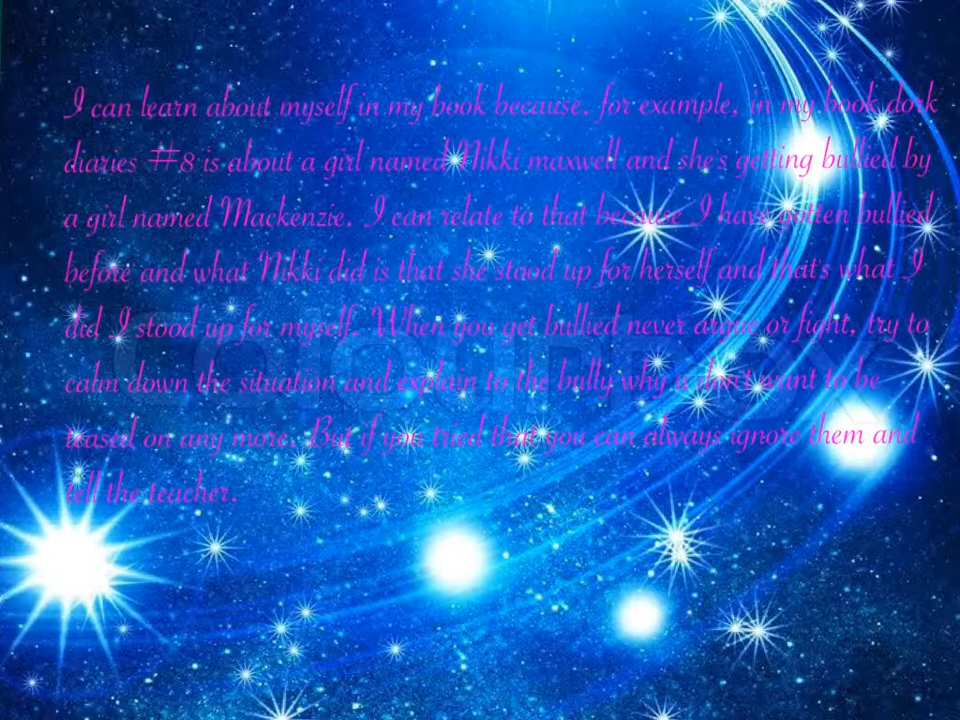 I can learn about myself in my book because, for example, in my book dork
diaries #8 is about a girl named Nikki maxwell and she's getting bullied by
a girl named Mackenzie. I can relate to that because I have gotten bullied
before and what Nikki did is that she stood up for herself and that's what I
did, I stood up for myself. When you get bullied never argue or fight, try to
calm down the situation and explain to the bully why u don't want to be
teased on any more. But if you tried that you can always ignore them and
tell the teacher.